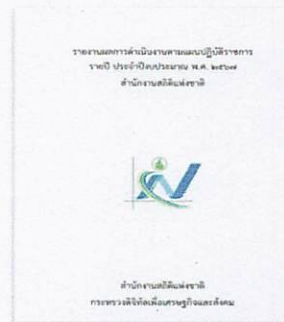 รายงานผลการดำเนินงานตามแผนปฏิบัติราชการ
รายปี ประจำปีงบประมาณ พ.ศ. ๒๕๖๗
สำนักงานสถิติแห่งชาติ
สำนักงานสถิติแห่งชาติ
กระทรวงดิจิทัลเพื่อเศรษฐกิจและสังคม